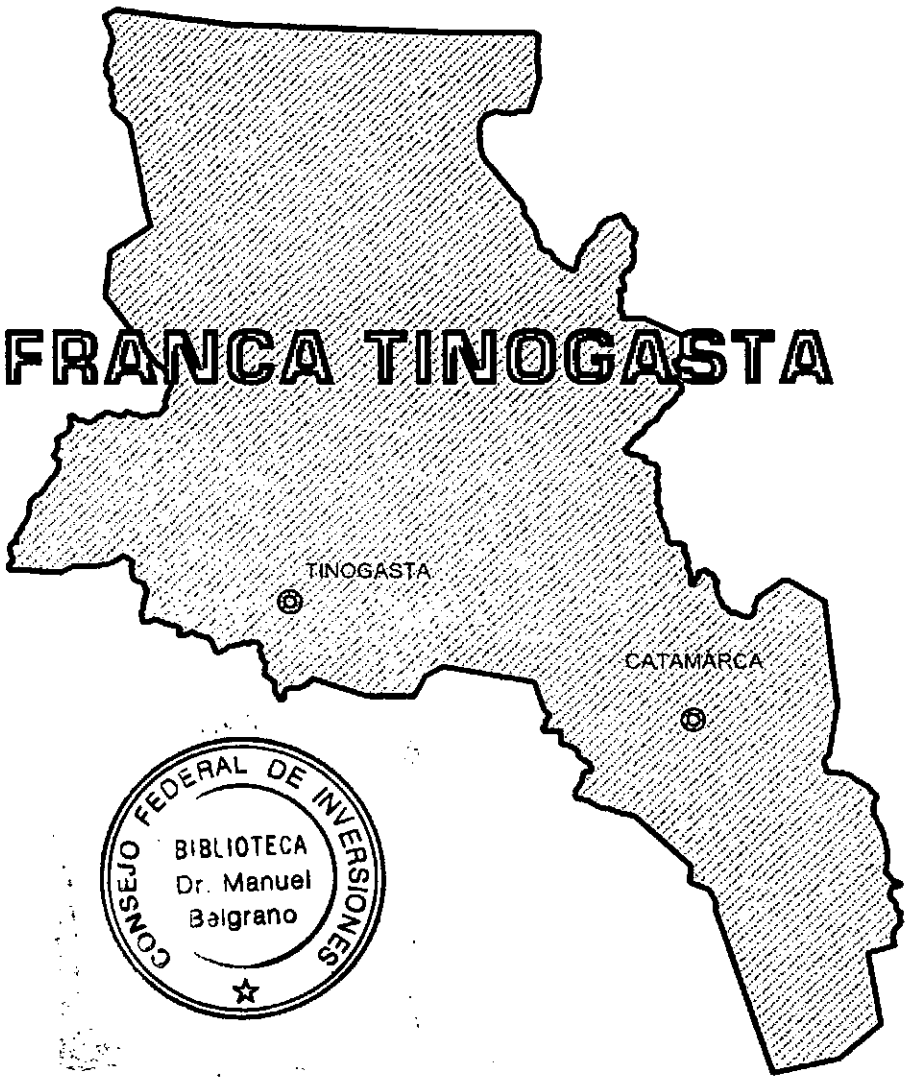 FRANCA TINOGASTA
TINOGASTA
CATAMARCA
CONSEJO FEDERAL DE INVERSIONES
BIBLIOTECA
Dr. Manuel
Belgrano